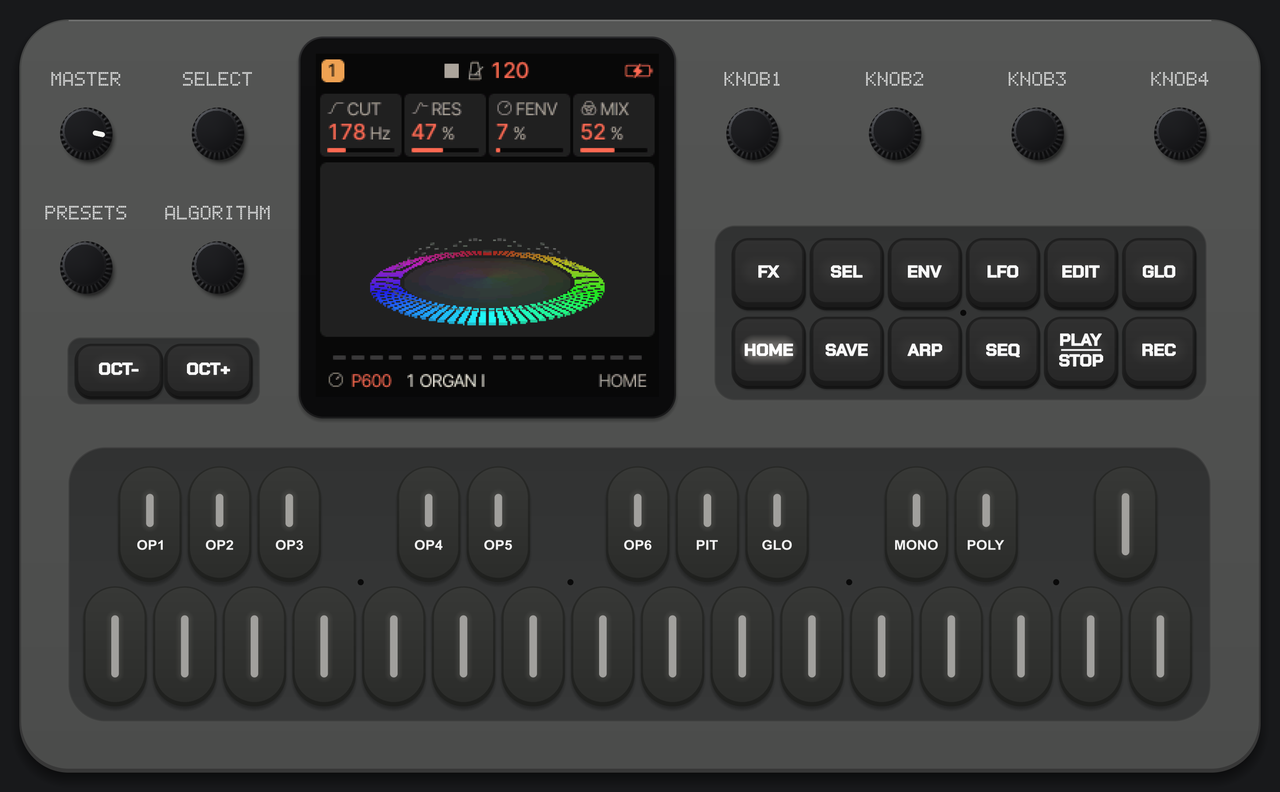 MASTER SELECT
PRESETS ALGORITHM
OCT- OCT+
1 120
CUT RES FENV MIX
178 Hz 47 % 7 % 52 %
P600 1 ORGAN I HOME
KNOB1 KNOB2 KNOB3 KNOB4
FX SEL ENV LFO EDIT GLO
HOME SAVE ARP SEQ PLAY STOP REC
OP1 OP2 OP3 OP4 OP5 OP6 PIT GLO MONO POLY